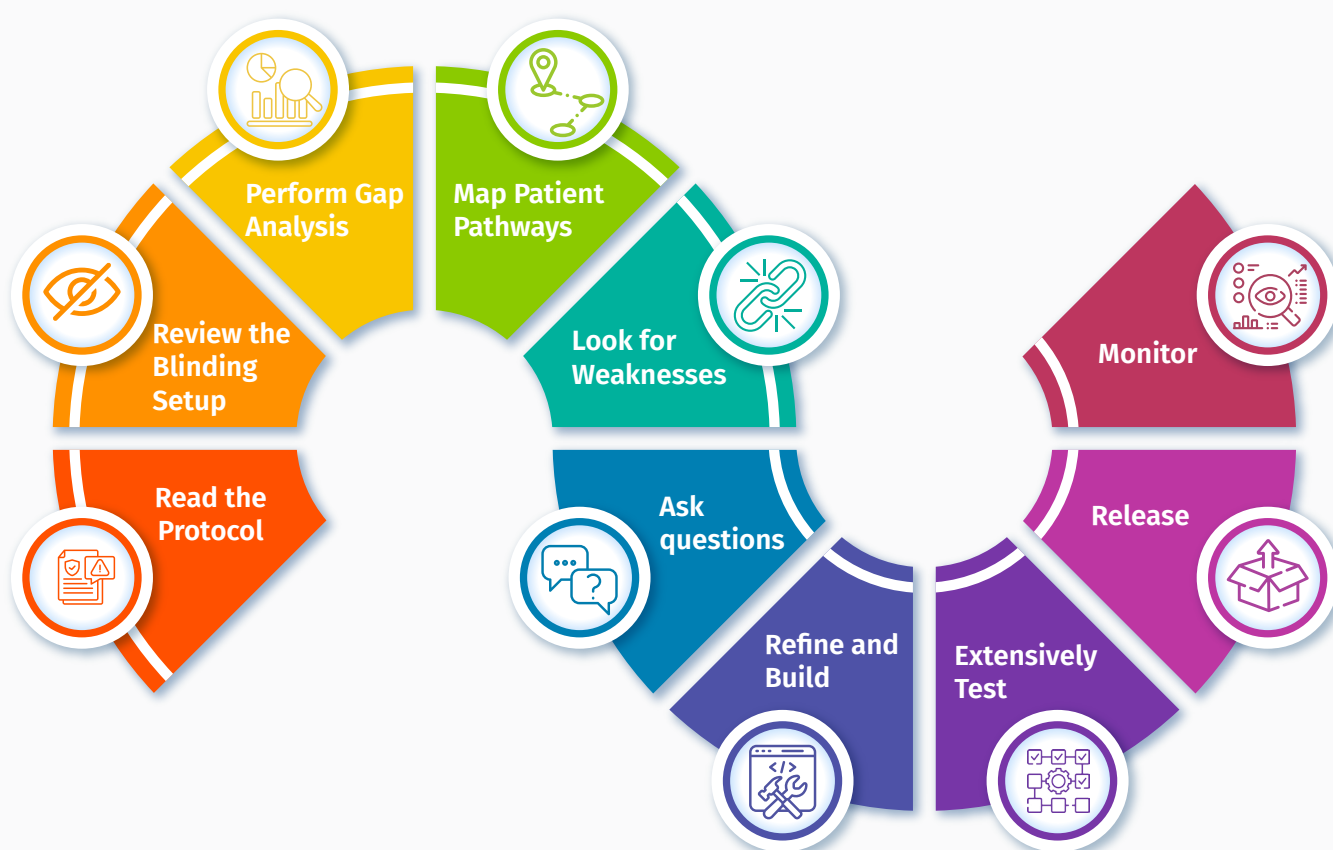 Read the
Protocol
Review the
Blinding
Setup
Perform Gap
Analysis
Map Patient
Pathways
Look for
Weaknesses
Ask
questions
Refine and
Build
Extensively
Test
Release
Monitor